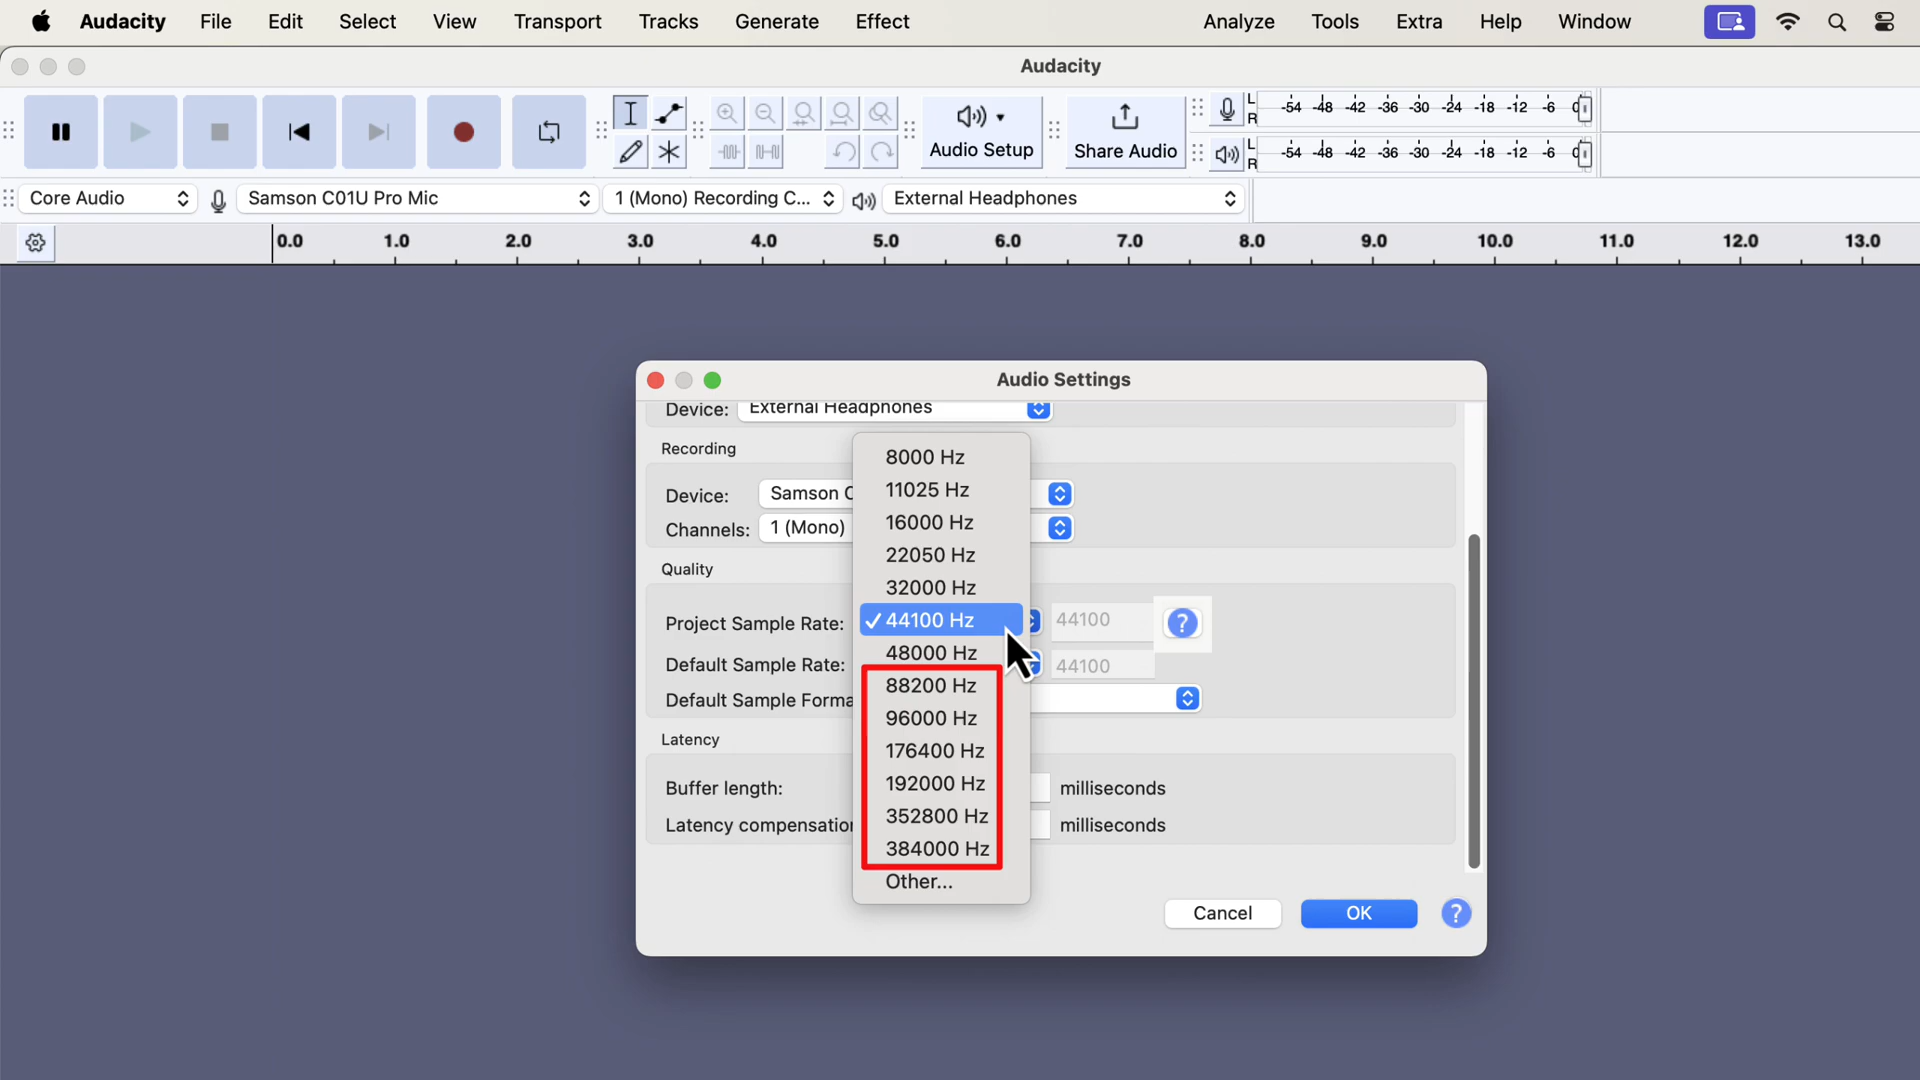 Audacity File Edit Select View Transport Tracks Generate Effect Analyze Tools Extra Help Window
Audacity
Audio Setup
Share Audio
L
R
-54 -48 -42 -36 -30 -24 -18 -12 -6 0
L
R
-54 -48 -42 -36 -30 -24 -18 -12 -6 0
Core Audio
Samson C01U Pro Mic
1 (Mono) Recording C...
External Headphones
0.0 1.0 2.0 3.0 4.0 5.0 6.0 7.0 8.0 9.0 10.0 11.0 12.0 13.0
Audio Settings
Device: External Headphones
Recording
Device: Samson C
Channels: 1 (Mono)
Quality
Project Sample Rate: 44100 ?
Default Sample Rate: 44100
Default Sample Forma
Latency
Buffer length: milliseconds
Latency compensation milliseconds
8000 Hz
11025 Hz
16000 Hz
22050 Hz
32000 Hz
✓ 44100 Hz
48000 Hz
88200 Hz
96000 Hz
176400 Hz
192000 Hz
352800 Hz
384000 Hz
Other...
Cancel
OK
?